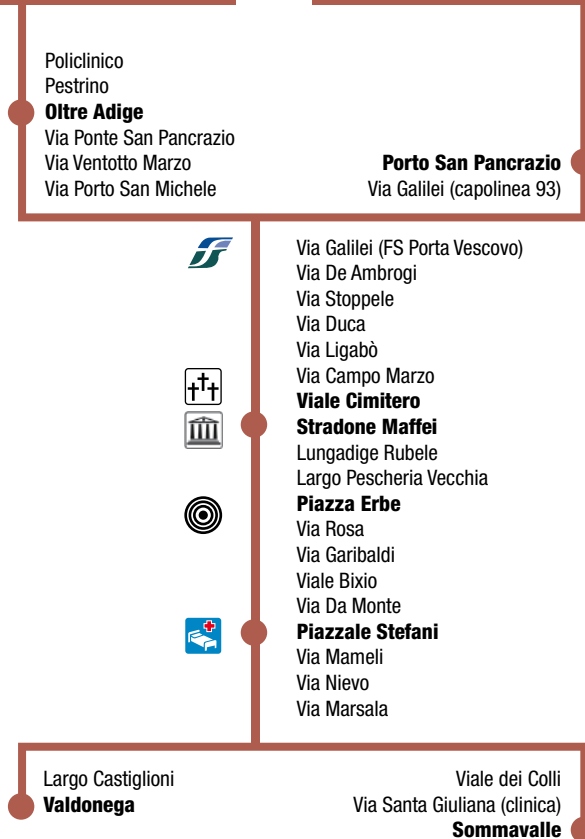 Policlinico
Pestrino
Oltre Adige
Via Ponte San Pancrazio
Via Ventotto Marzo
Via Porto San Michele
Porto San Pancrazio
Via Galilei (capolinea 93)
Via Galilei (FS Porta Vescovo)
Via De Ambrogi
Via Stoppele
Via Duca
Via Ligabò
Via Campo Marzo
Viale Cimitero
Stradone Maffei
Lungadige Rubele
Largo Pescheria Vecchia
Piazza Erbe
Via Rosa
Via Garibaldi
Viale Bixio
Via Da Monte
Piazzale Stefani
Via Mameli
Via Nievo
Via Marsala
Largo Castiglioni
Valdonega
Viale dei Colli
Via Santa Giuliana (clinica)
Sommavalle